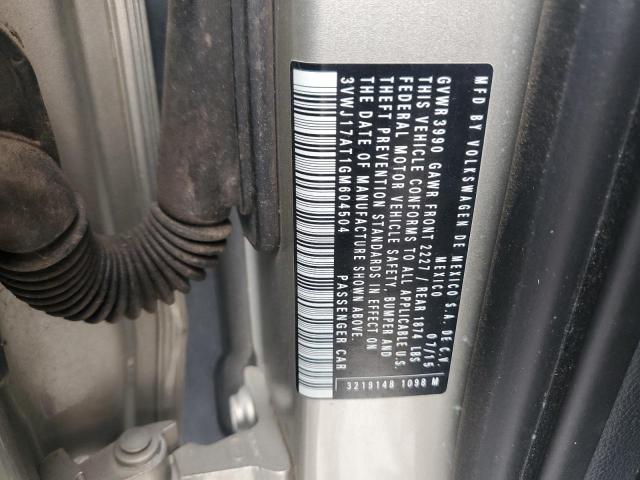 MFD BY VOLKSWAGEN DE MEXICO S.A. DE C.V.
MEXICO 07/15
GVWR 3990 GAWR FRONT 2227 / REAR 1874 LBS
THIS VEHICLE CONFORMS TO ALL APPLICABLE U.S.
FEDERAL MOTOR VEHICLE SAFETY, BUMPER AND
THEFT PREVENTION STANDARDS IN EFFECT ON
THE DATE OF MANUFACTURE SHOWN ABOVE.
3VWJ17AT1GM604504 PASSENGER CAR
3219148 1098 M